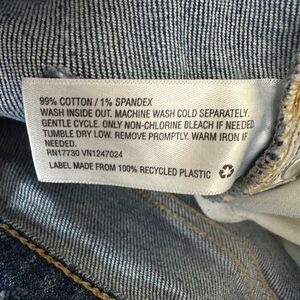 99% COTTON / 1% SPANDEX
WASH INSIDE OUT. MACHINE WASH COLD SEPARATELY.
GENTLE CYCLE. ONLY NON-CHLORINE BLEACH IF NEEDED.
TUMBLE DRY LOW. REMOVE PROMPTLY. WARM IRON IF
NEEDED.
RN17730 VN1247024
LABEL MADE FROM 100% RECYCLED PLASTIC